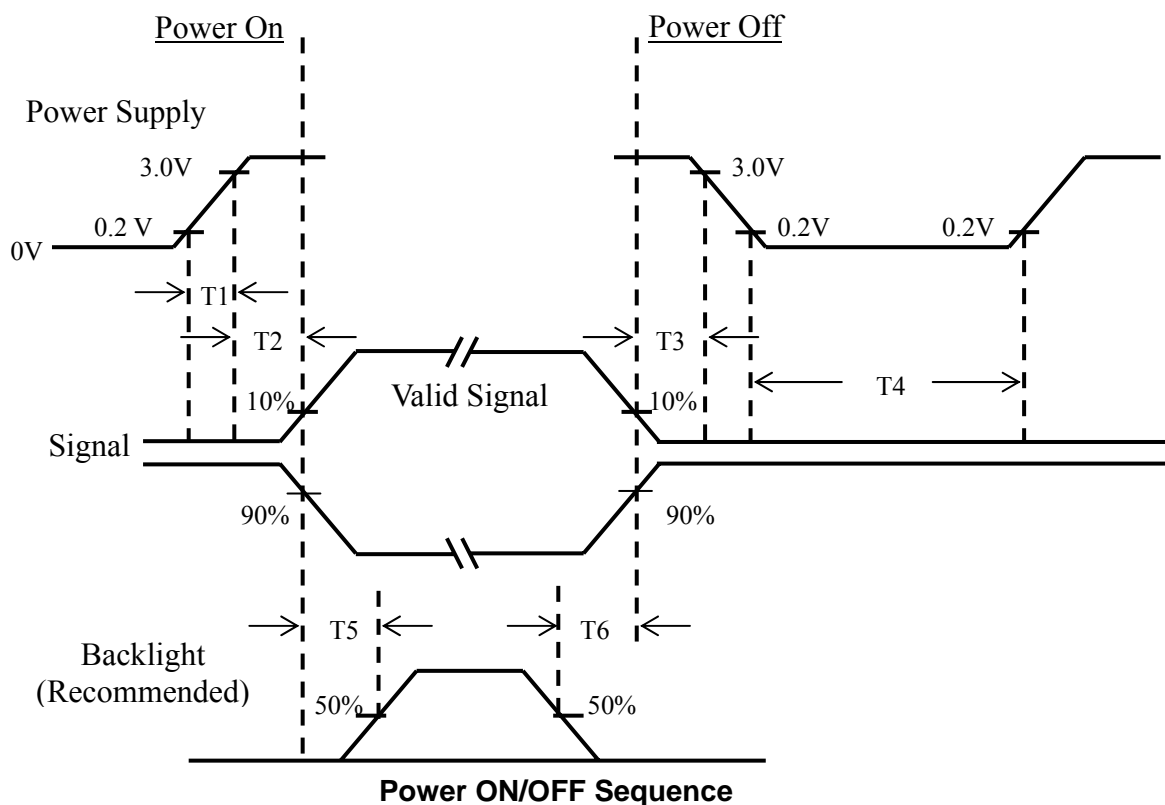 Power On
Power Off
Power Supply
3.0V
3.0V
0.2 V
0.2V
0.2V
0V
T1
T2
T3
T4
10%
Valid Signal
10%
Signal
90%
90%
T5
T6
Backlight
(Recommended)
50%
50%
Power ON/OFF Sequence